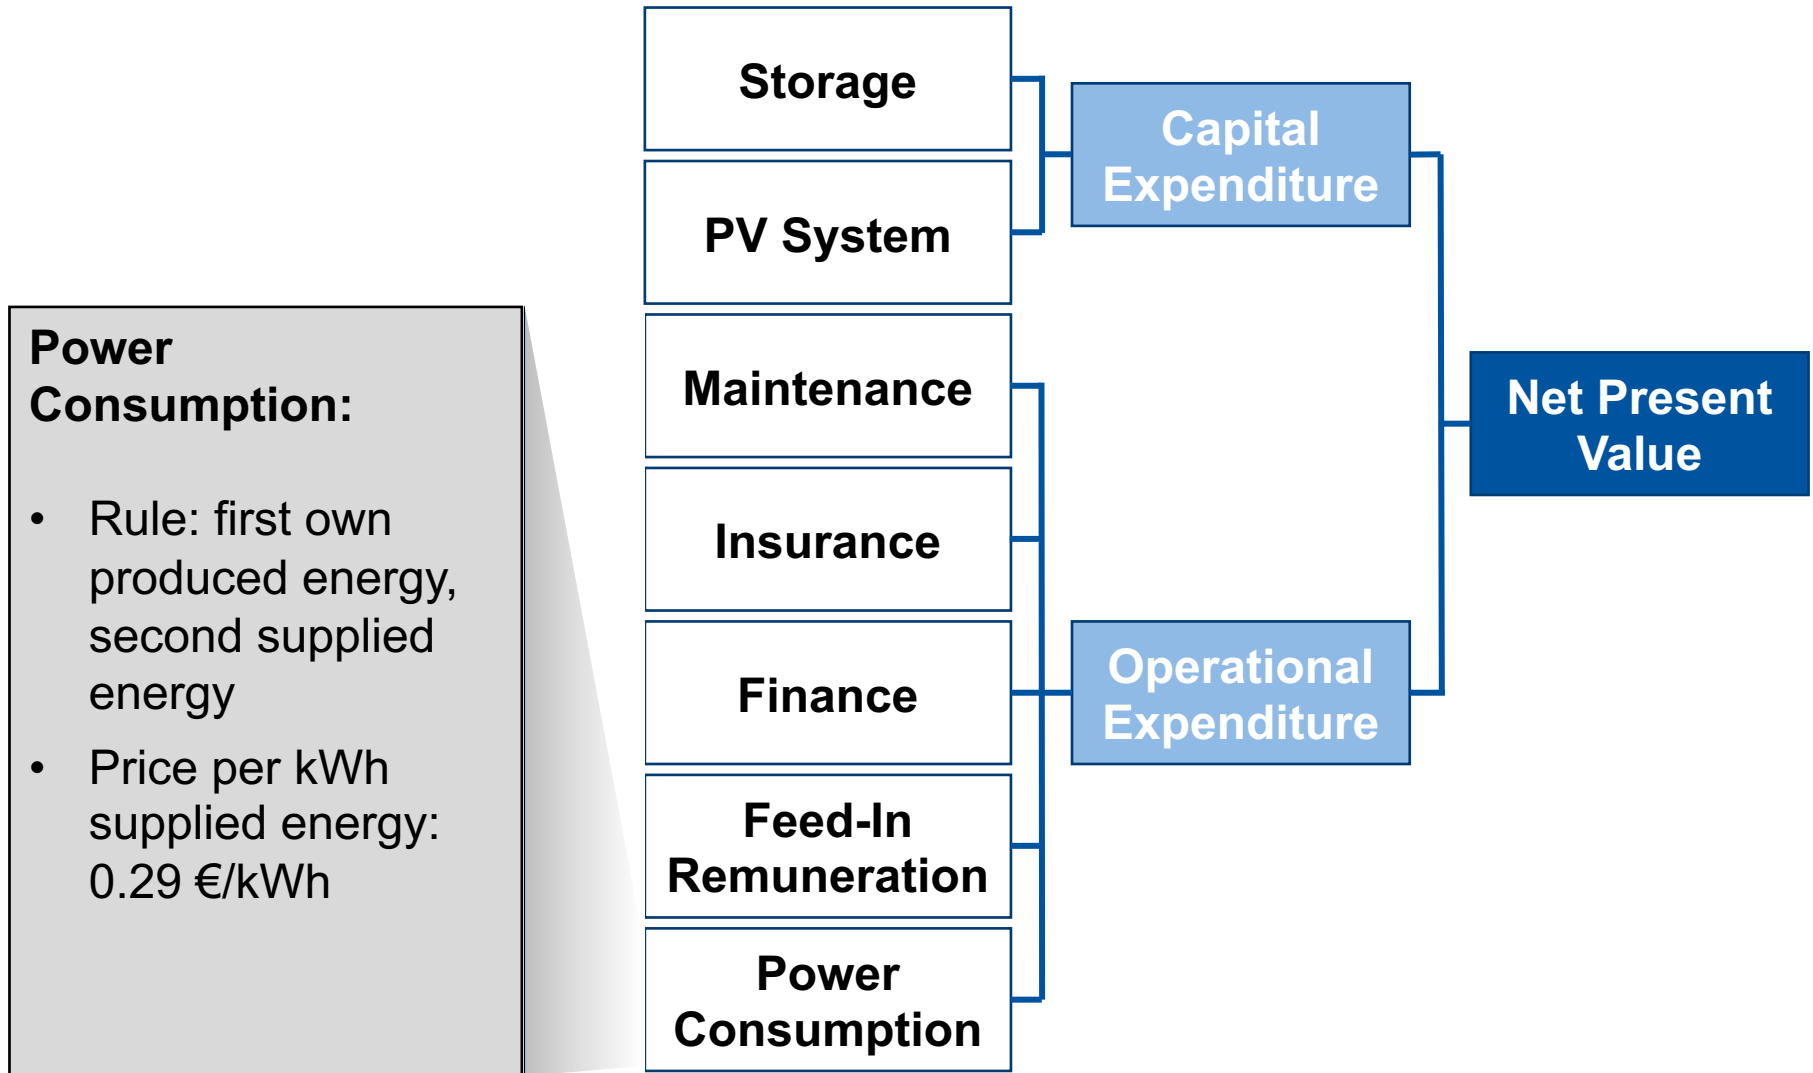 Storage
PV System
Maintenance
Insurance
Finance
Feed-In
Remuneration
Power
Consumption
Capital
Expenditure
Operational
Expenditure
Net Present
Value
Power
Consumption:
• Rule: first own
produced energy,
second supplied
energy
• Price per kWh
supplied energy:
0.29 €/kWh